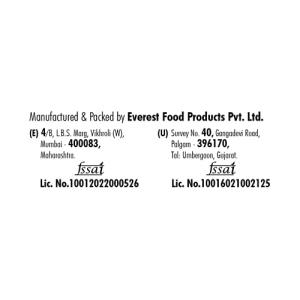 Manufactured & Packed by Everest Food Products Pvt. Ltd.
(E) 4/B, L.B.S. Marg, Vikhroli (W),
Mumbai - 400083,
Maharashtra.
fssai
Lic. No.10012022000526
(U) Survey No. 40, Gangadevi Road,
Palgam - 396170,
Tal: Umbergaon, Gujarat.
fssai
Lic. No.10016021002125